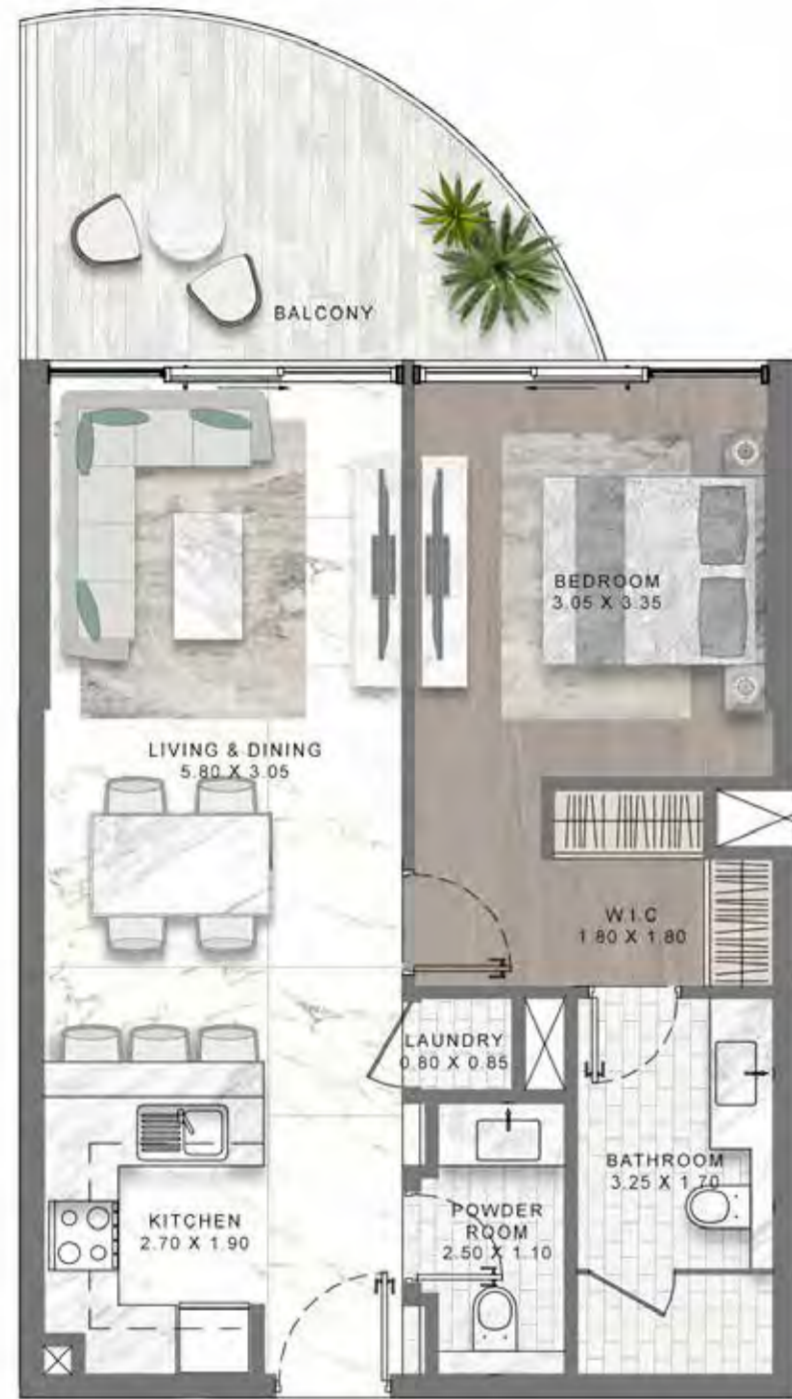 BALCONY
BEDROOM
3.05 X 3.35
LIVING & DINING
5.80 X 3.05
W.I.C
1.80 X 1.80
LAUNDRY
0.80 X 0.85
BATHROOM
3.25 X 1.70
POWDER
ROOM
2.50 X 1.10
KITCHEN
2.70 X 1.90